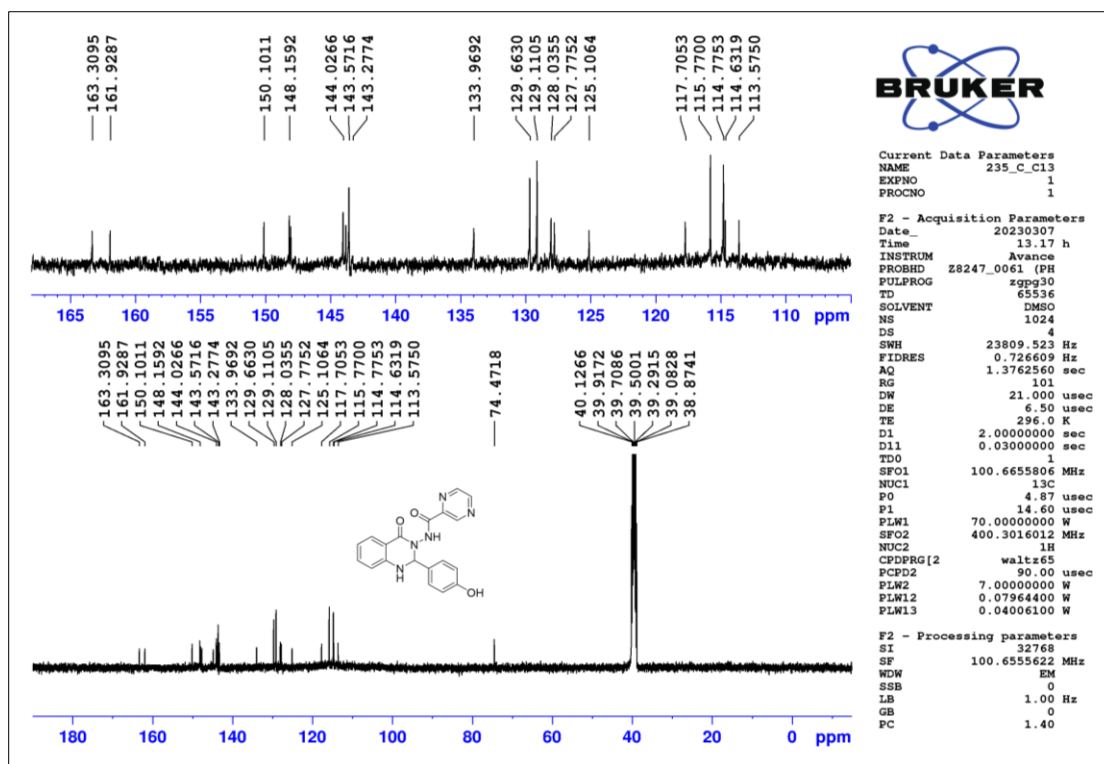 163.3095
161.9287
150.1011
148.1592
144.0266
143.5716
143.2774
133.9692
129.6630
129.1105
128.0355
127.7752
125.1064
117.7053
115.7700
114.7753
114.6319
113.5750
165 160 155 150 145 140 135 130 125 120 115 110 ppm
163.3095
161.9287
150.1011
148.1592
144.0266
143.5716
143.2774
133.9692
129.6630
129.1105
128.0355
127.7752
125.1064
117.7053
115.7700
114.7753
114.6319
113.5750
74.4718
40.1266
39.9172
39.7086
39.5001
39.2915
39.0828
38.8741
N
N
O
O
NH
N
N
H
OH
180 160 140 120 100 80 60 40 20 0 ppm
BRUKER
Current Data Parameters
NAME 235_C_C13
EXPNO 1
PROCNO 1
F2 - Acquisition Parameters
Date_ 20230307
Time 13.17 h
INSTRUM Avance
PROBHD Z8247_0061 (PH
PULPROG zgpg30
TD 65536
SOLVENT DMSO
NS 1024
DS 4
SWH 23809.523 Hz
FIDRES 0.726609 Hz
AQ 1.3762560 sec
RG 101
DW 21.000 usec
DE 6.50 usec
TE 296.0 K
D1 2.00000000 sec
D11 0.03000000 sec
TD0 1
SFO1 100.6655806 MHz
NUC1 13C
P0 4.87 usec
P1 14.60 usec
PLW1 70.00000000 W
SFO2 400.3016012 MHz
NUC2 1H
CPDPRG[2 waltz65
PCPD2 90.00 usec
PLW2 7.00000000 W
PLW12 0.07964400 W
PLW13 0.04006100 W
F2 - Processing parameters
SI 32768
SF 100.6555622 MHz
WDW EM
SSB 0
LB 1.00 Hz
GB 0
PC 1.40